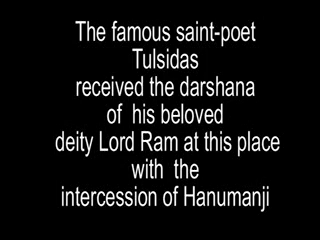 The famous saint-poet
Tulsidas
received the darshana
of his beloved
deity Lord Ram at this place
with the
intercession of Hanumanji